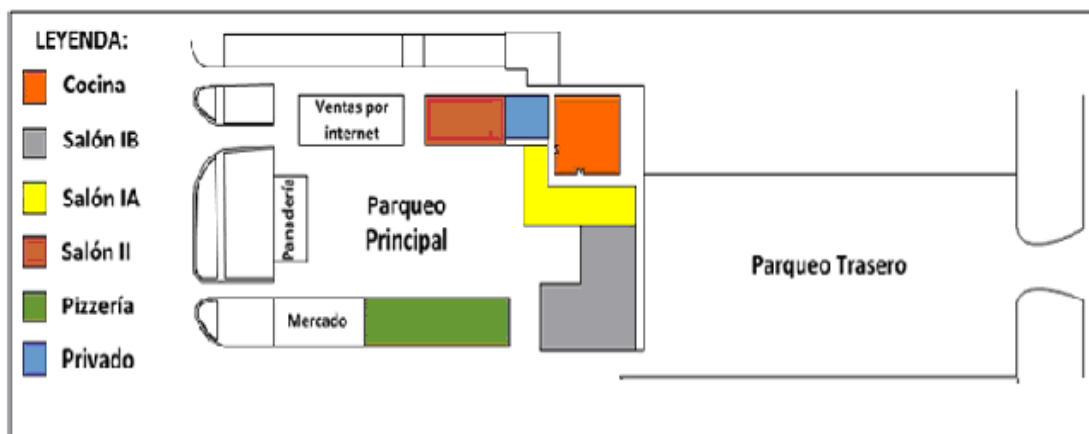 LEYENDA:
Cocina
Salón IB
Salón IA
Salón II
Pizzería
Privado
Ventas por
internet
Panadería
Parqueo
Principal
Mercado
Parqueo Trasero